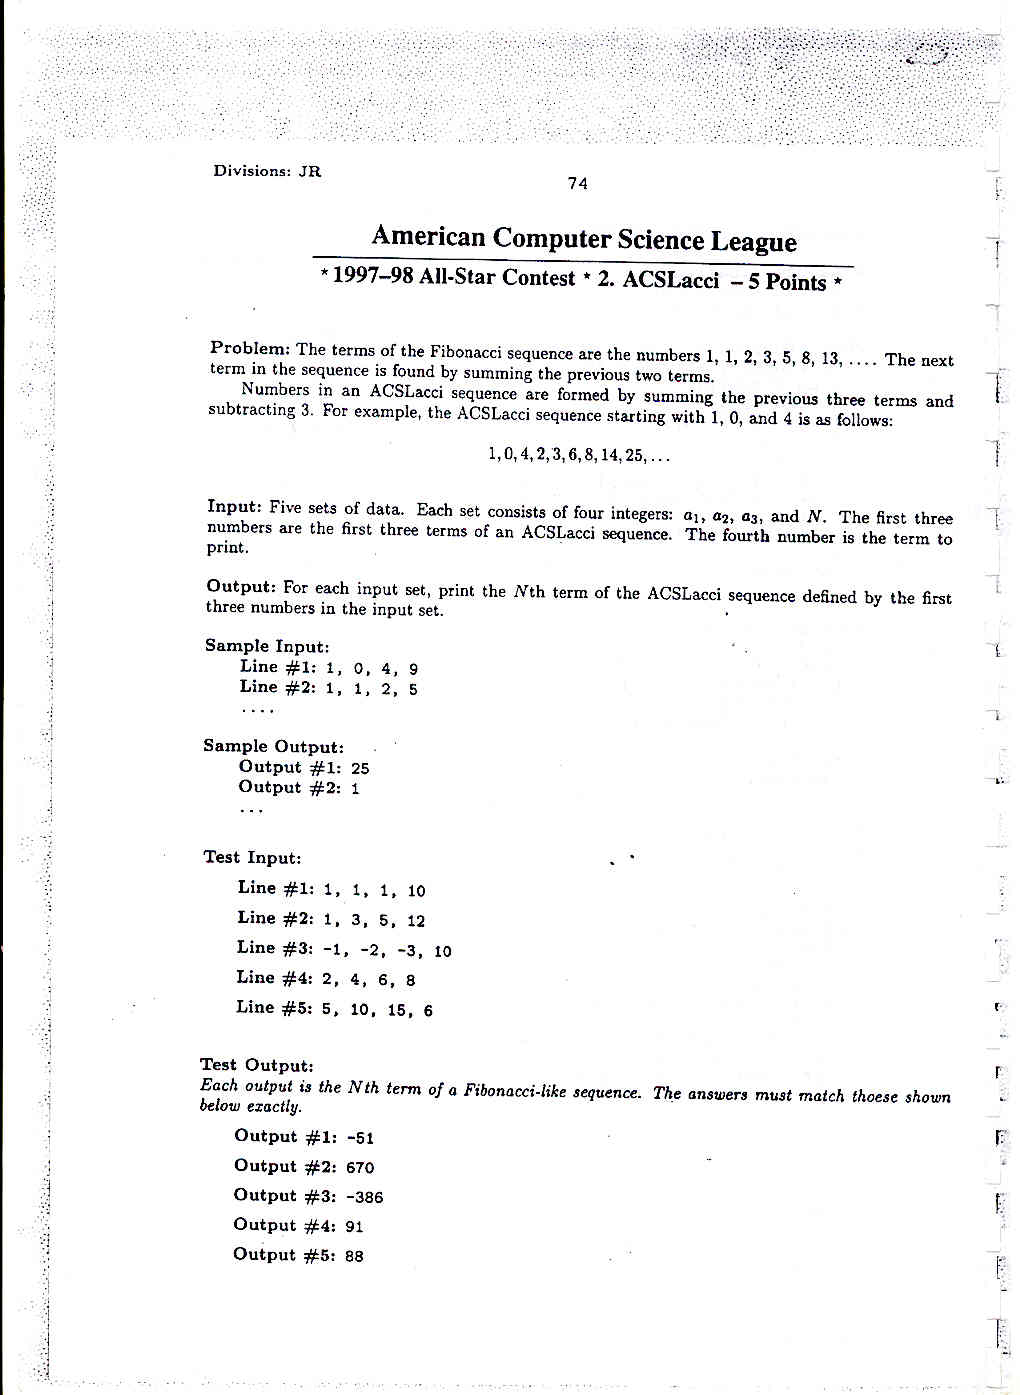 Divisions: JR
74
American Computer Science League
* 1997–98 All-Star Contest * 2. ACSLacci – 5 Points *
Problem: The terms of the Fibonacci sequence are the numbers 1, 1, 2, 3, 5, 8, 13, .... The next
term in the sequence is found by summing the previous two terms.
Numbers in an ACSLacci sequence are formed by summing the previous three terms and
subtracting 3. For example, the ACSLacci sequence starting with 1, 0, and 4 is as follows:
1, 0, 4, 2, 3, 6, 8, 14, 25, ...
Input: Five sets of data. Each set consists of four integers: a₁, a₂, a₃, and N. The first three
numbers are the first three terms of an ACSLacci sequence. The fourth number is the term to
print.
Output: For each input set, print the Nth term of the ACSLacci sequence defined by the first
three numbers in the input set.
Sample Input:
Line #1: 1, 0, 4, 9
Line #2: 1, 1, 2, 5
....
Sample Output:
Output #1: 25
Output #2: 1
...
Test Input:
Line #1: 1, 1, 1, 10
Line #2: 1, 3, 5, 12
Line #3: -1, -2, -3, 10
Line #4: 2, 4, 6, 8
Line #5: 5, 10, 15, 6
Test Output:
Each output is the Nth term of a Fibonacci-like sequence. The answers must match thoese shown
below exactly.
Output #1: -51
Output #2: 670
Output #3: -386
Output #4: 91
Output #5: 88